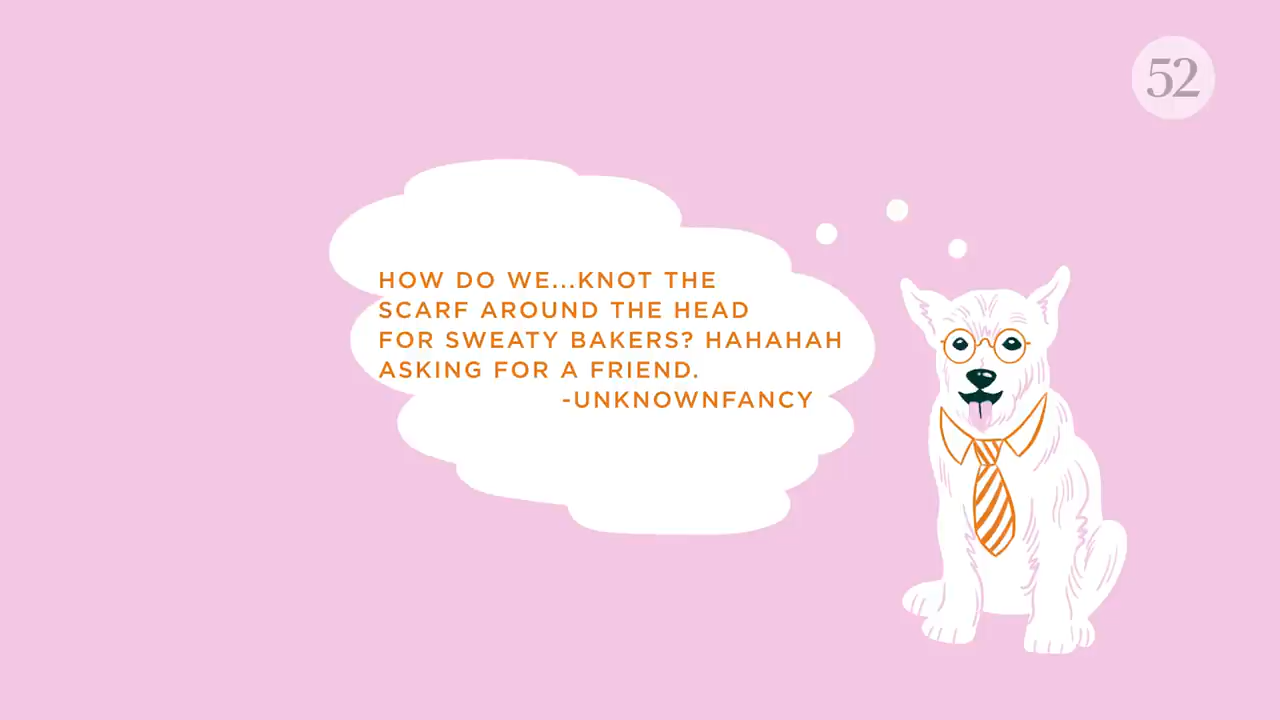 52
HOW DO WE...KNOT THE
SCARF AROUND THE HEAD
FOR SWEATY BAKERS? HAHAHAH
ASKING FOR A FRIEND.
-UNKNOWNFANCY